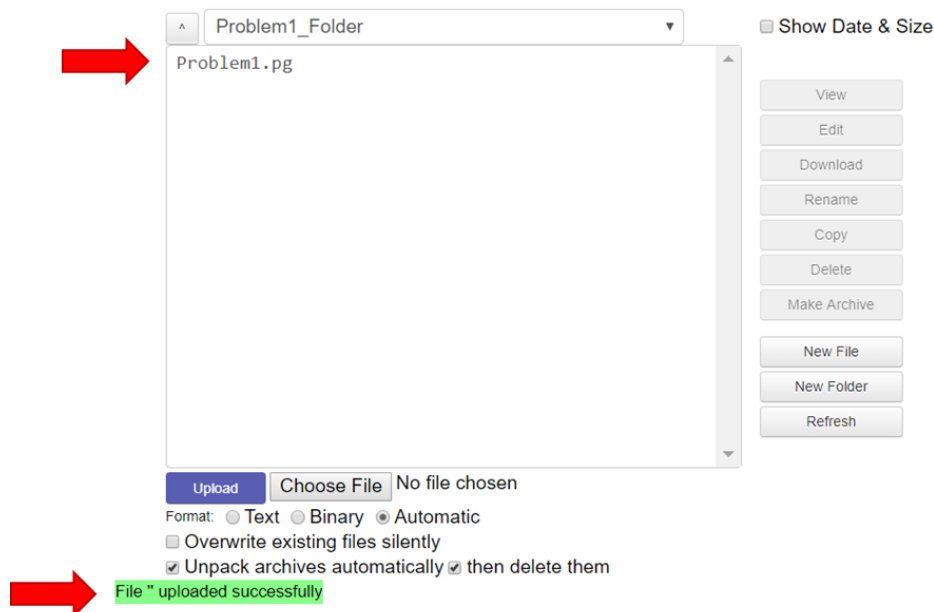 ^ Problem1_Folder ▼ Show Date & Size
Problem1.pg
View
Edit
Download
Rename
Copy
Delete
Make Archive
New File
New Folder
Refresh
Upload Choose File No file chosen
Format: Text Binary Automatic
Overwrite existing files silently
Unpack archives automatically then delete them
File '' uploaded successfully